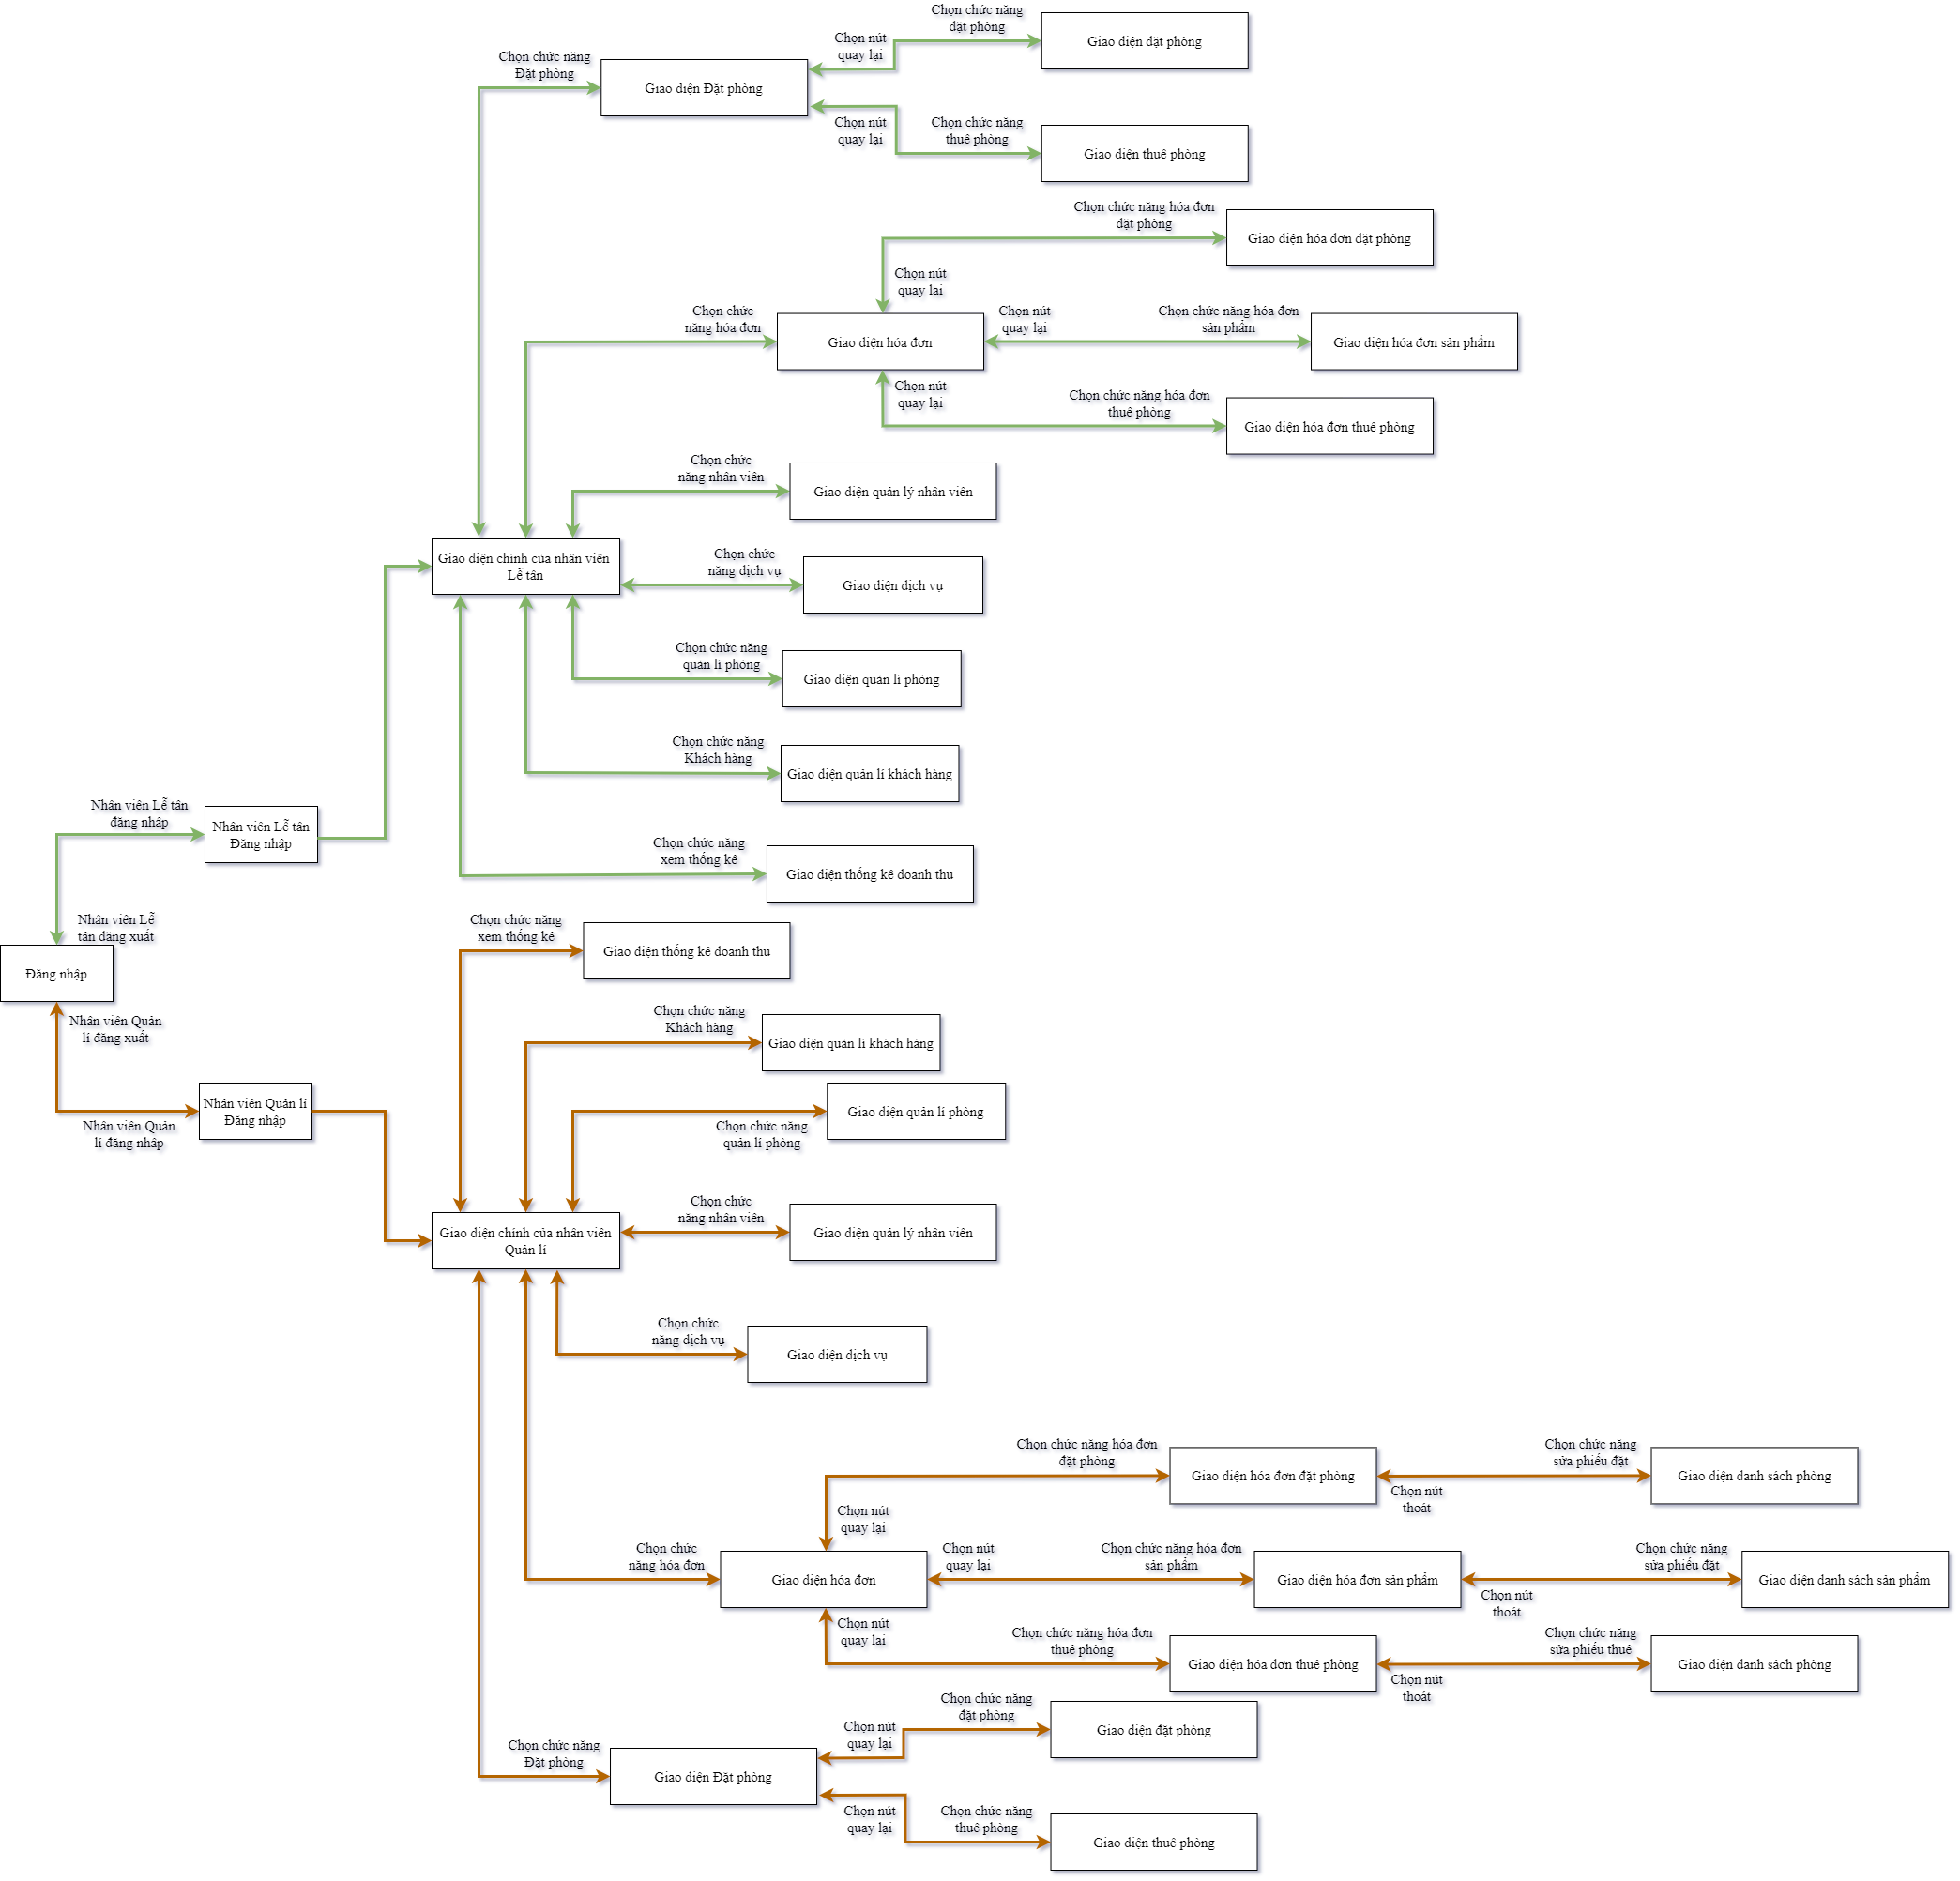 Chọn chức năng
đặt phòng
Giao diện đặt phòng
Chọn nút
quay lại
Chọn chức năng
Đặt phòng
Giao diện Đặt phòng
Chọn nút
quay lại
Chọn chức năng
thuê phòng
Giao diện thuê phòng
Chọn chức năng hóa đơn
đặt phòng
Giao diện hóa đơn đặt phòng
Chọn nút
quay lại
Chọn chức
năng hóa đơn
Giao diện hóa đơn
Chọn nút
quay lại
Chọn chức năng hóa đơn
sản phẩm
Giao diện hóa đơn sản phẩm
Chọn nút
quay lại
Chọn chức năng hóa đơn
thuê phòng
Giao diện hóa đơn thuê phòng
Chọn chức
năng nhân viên
Giao diện quản lý nhân viên
Giao diện chính của nhân viên
Lễ tân
Chọn chức
năng dịch vụ
Giao diện dịch vụ
Chọn chức năng
quản lí phòng
Giao diện quản lí phòng
Chọn chức năng
Khách hàng
Giao diện quản lí khách hàng
Nhân viên Lễ tân
đăng nhâp
Nhân viên Lễ tân
Đăng nhập
Chọn chức năng
xem thống kê
Giao diện thống kê doanh thu
Nhân viên Lễ
tân đăng xuất
Đăng nhập
Nhân viên Quản
lí đăng xuất
Chọn chức năng
xem thống kê
Giao diện thống kê doanh thu
Chọn chức năng
Khách hàng
Giao diện quản lí khách hàng
Nhân viên Quản lí
Đăng nhập
Nhân viên Quản
lí đăng nhâp
Giao diện quản lí phòng
Chọn chức năng
quản lí phòng
Giao diện chính của nhân viên
Quản lí
Chọn chức
năng nhân viên
Giao diện quản lý nhân viên
Chọn chức
năng dịch vụ
Giao diện dịch vụ
Chọn chức năng hóa đơn
đặt phòng
Giao diện hóa đơn đặt phòng
Chọn chức năng
sửa phiếu đặt
Chọn nút
thoát
Giao diện danh sách phòng
Chọn nút
quay lại
Chọn chức
năng hóa đơn
Giao diện hóa đơn
Chọn nút
quay lại
Chọn chức năng hóa đơn
sản phẩm
Giao diện hóa đơn sản phẩm
Chọn chức năng
sửa phiếu đặt
Chọn nút
thoát
Giao diện danh sách sản phẩm
Chọn nút
quay lại
Chọn chức năng hóa đơn
thuê phòng
Giao diện hóa đơn thuê phòng
Chọn chức năng
sửa phiếu thuê
Chọn nút
thoát
Giao diện danh sách phòng
Chọn chức năng
đặt phòng
Giao diện đặt phòng
Chọn nút
quay lại
Chọn chức năng
Đặt phòng
Giao diện Đặt phòng
Chọn nút
quay lại
Chọn chức năng
thuê phòng
Giao diện thuê phòng